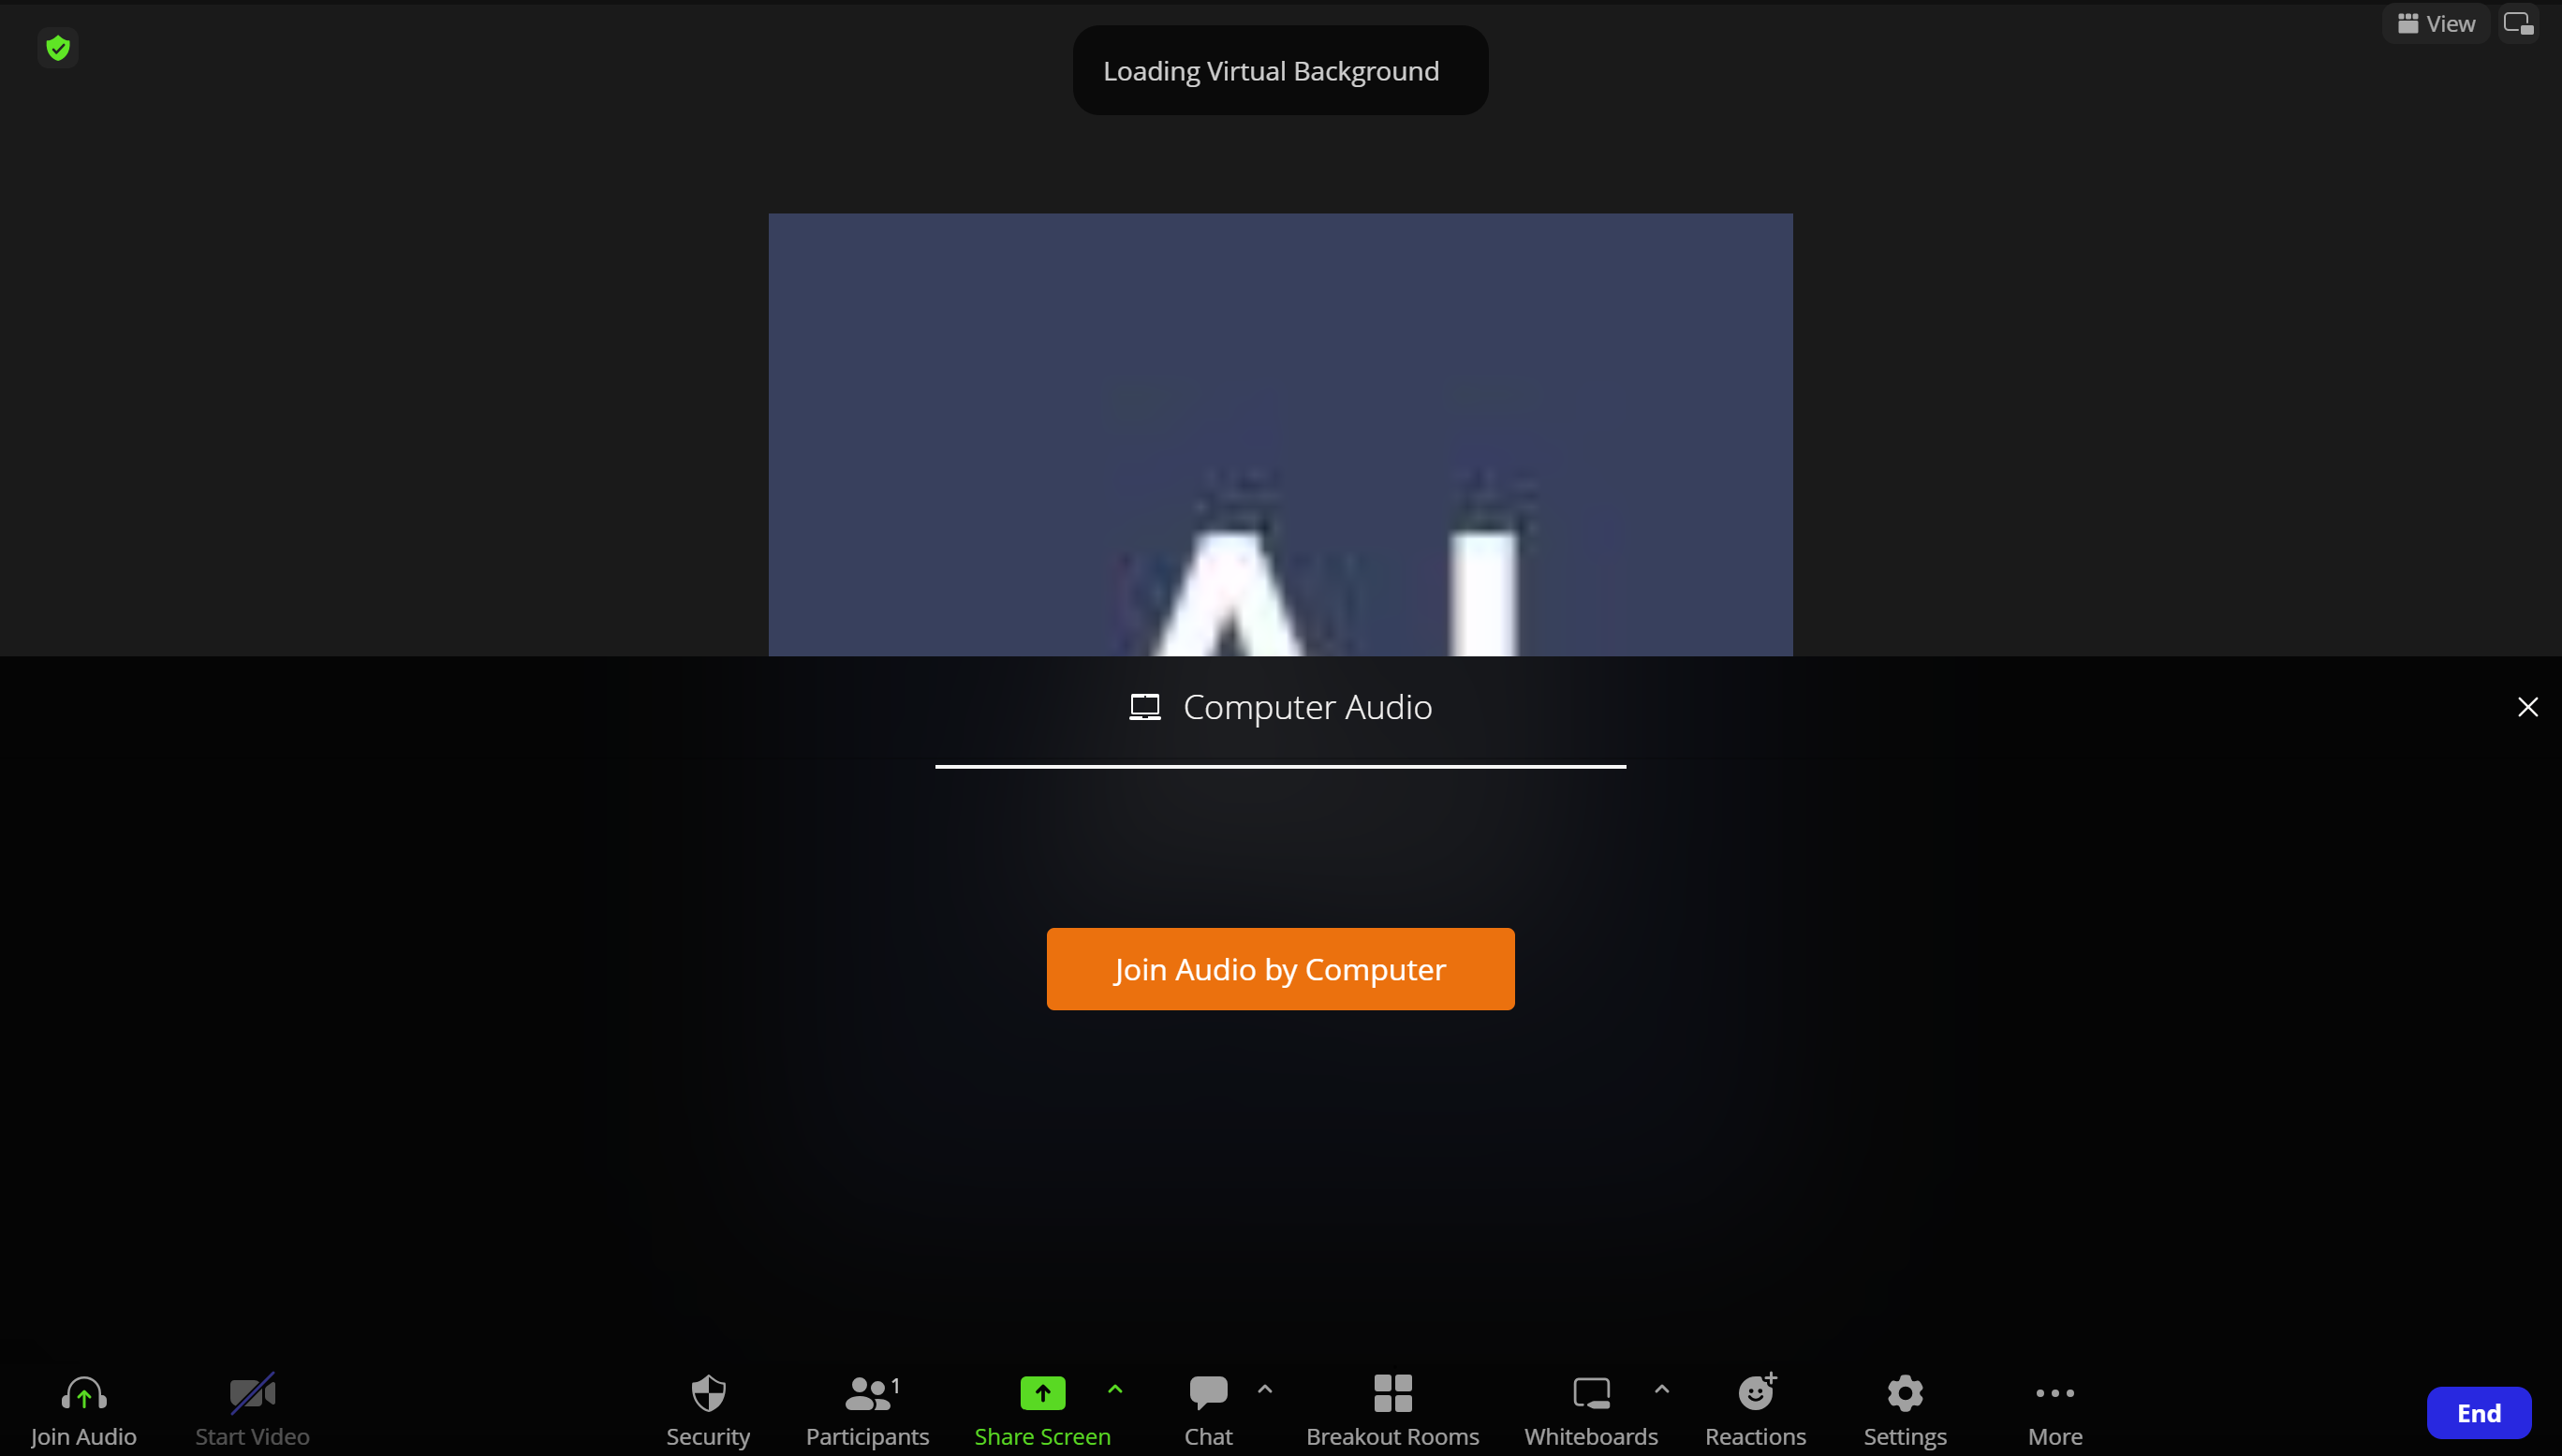 View
Loading Virtual Background
Computer Audio
Join Audio by Computer
1
Join Audio
Start Video
Security
Participants
Share Screen
Chat
Breakout Rooms
Whiteboards
Reactions
Settings
More
End